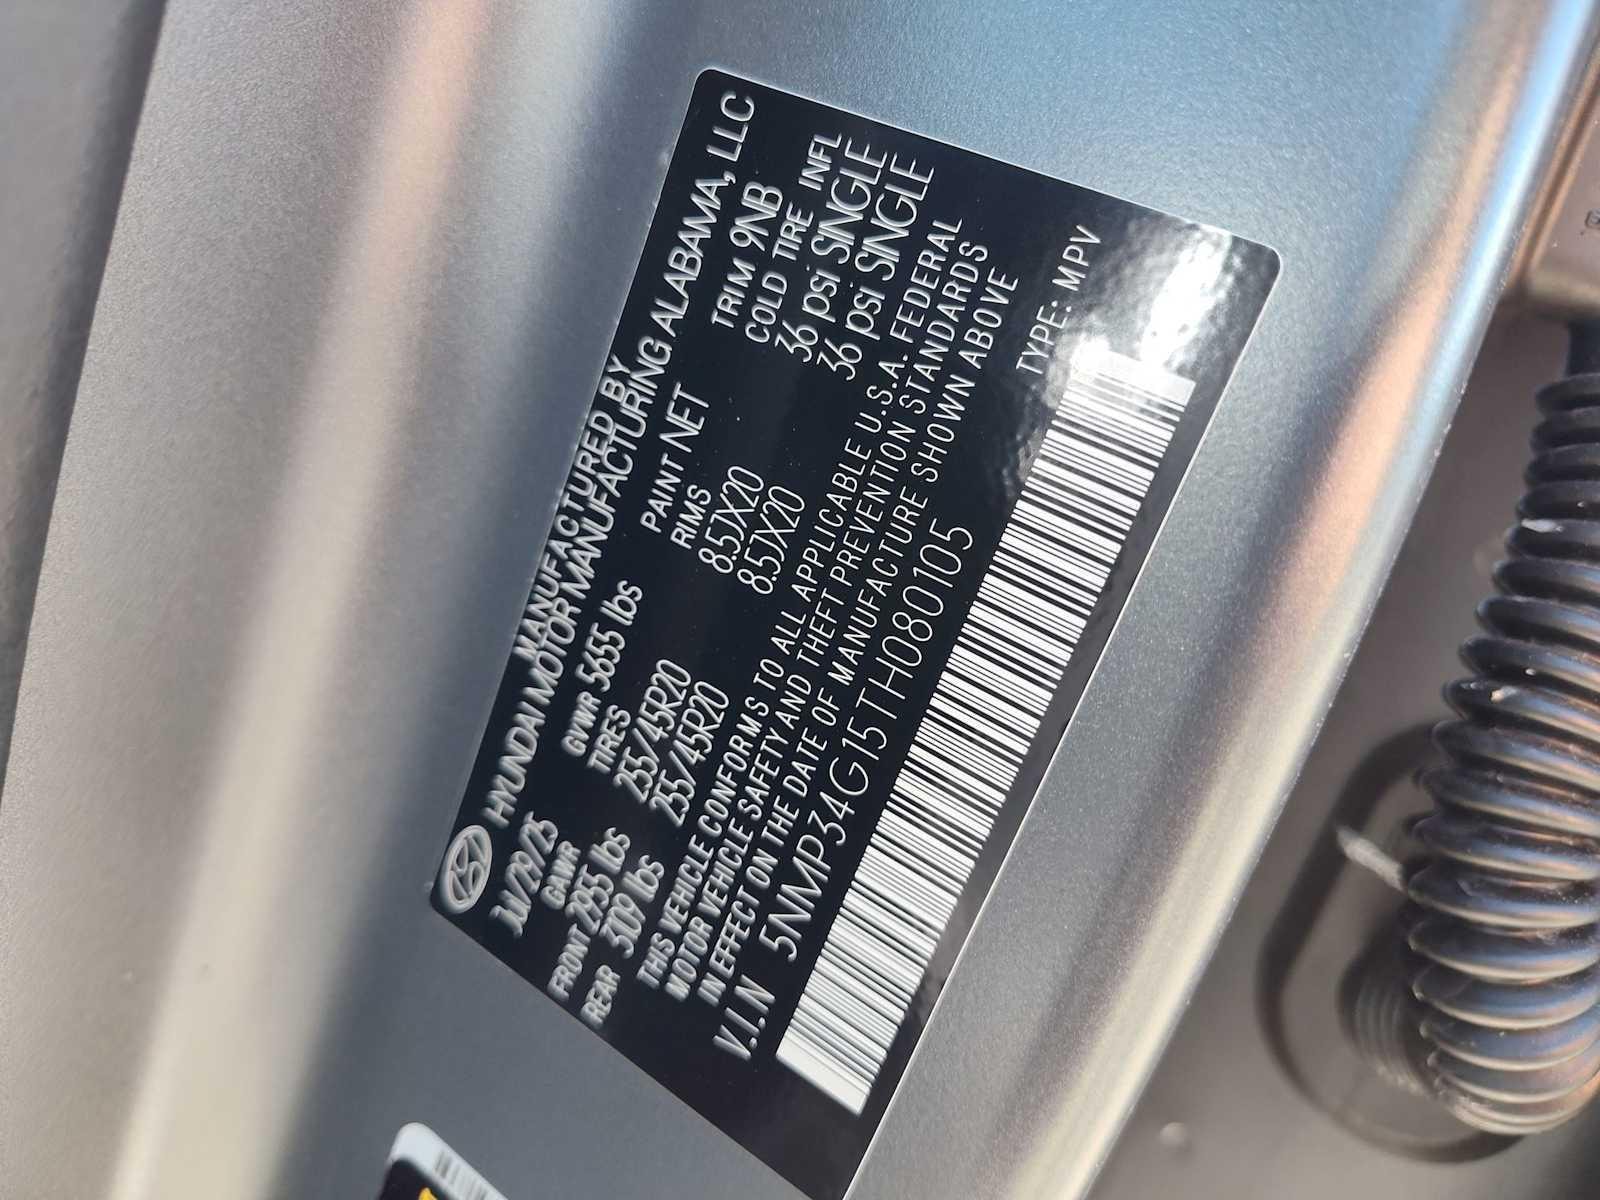 MANUFACTURED BY
HYUNDAI MOTOR MANUFACTURING ALABAMA, LLC
Jul/29/25 GVWR 5655 lbs PAINT NET TRIM 9NB
GAWR TIRES RIMS COLD TIRE INFL
FRONT 2955 lbs 255/45R20 8.5JX20 36 psi SINGLE
REAR 3109 lbs 255/45R20 8.5JX20 36 psi SINGLE
THIS VEHICLE CONFORMS TO ALL APPLICABLE U.S.A. FEDERAL
MOTOR VEHICLE SAFETY AND THEFT PREVENTION STANDARDS
IN EFFECT ON THE DATE OF MANUFACTURE SHOWN ABOVE
V.I.N 5NMP34G15TH080105 TYPE: MPV